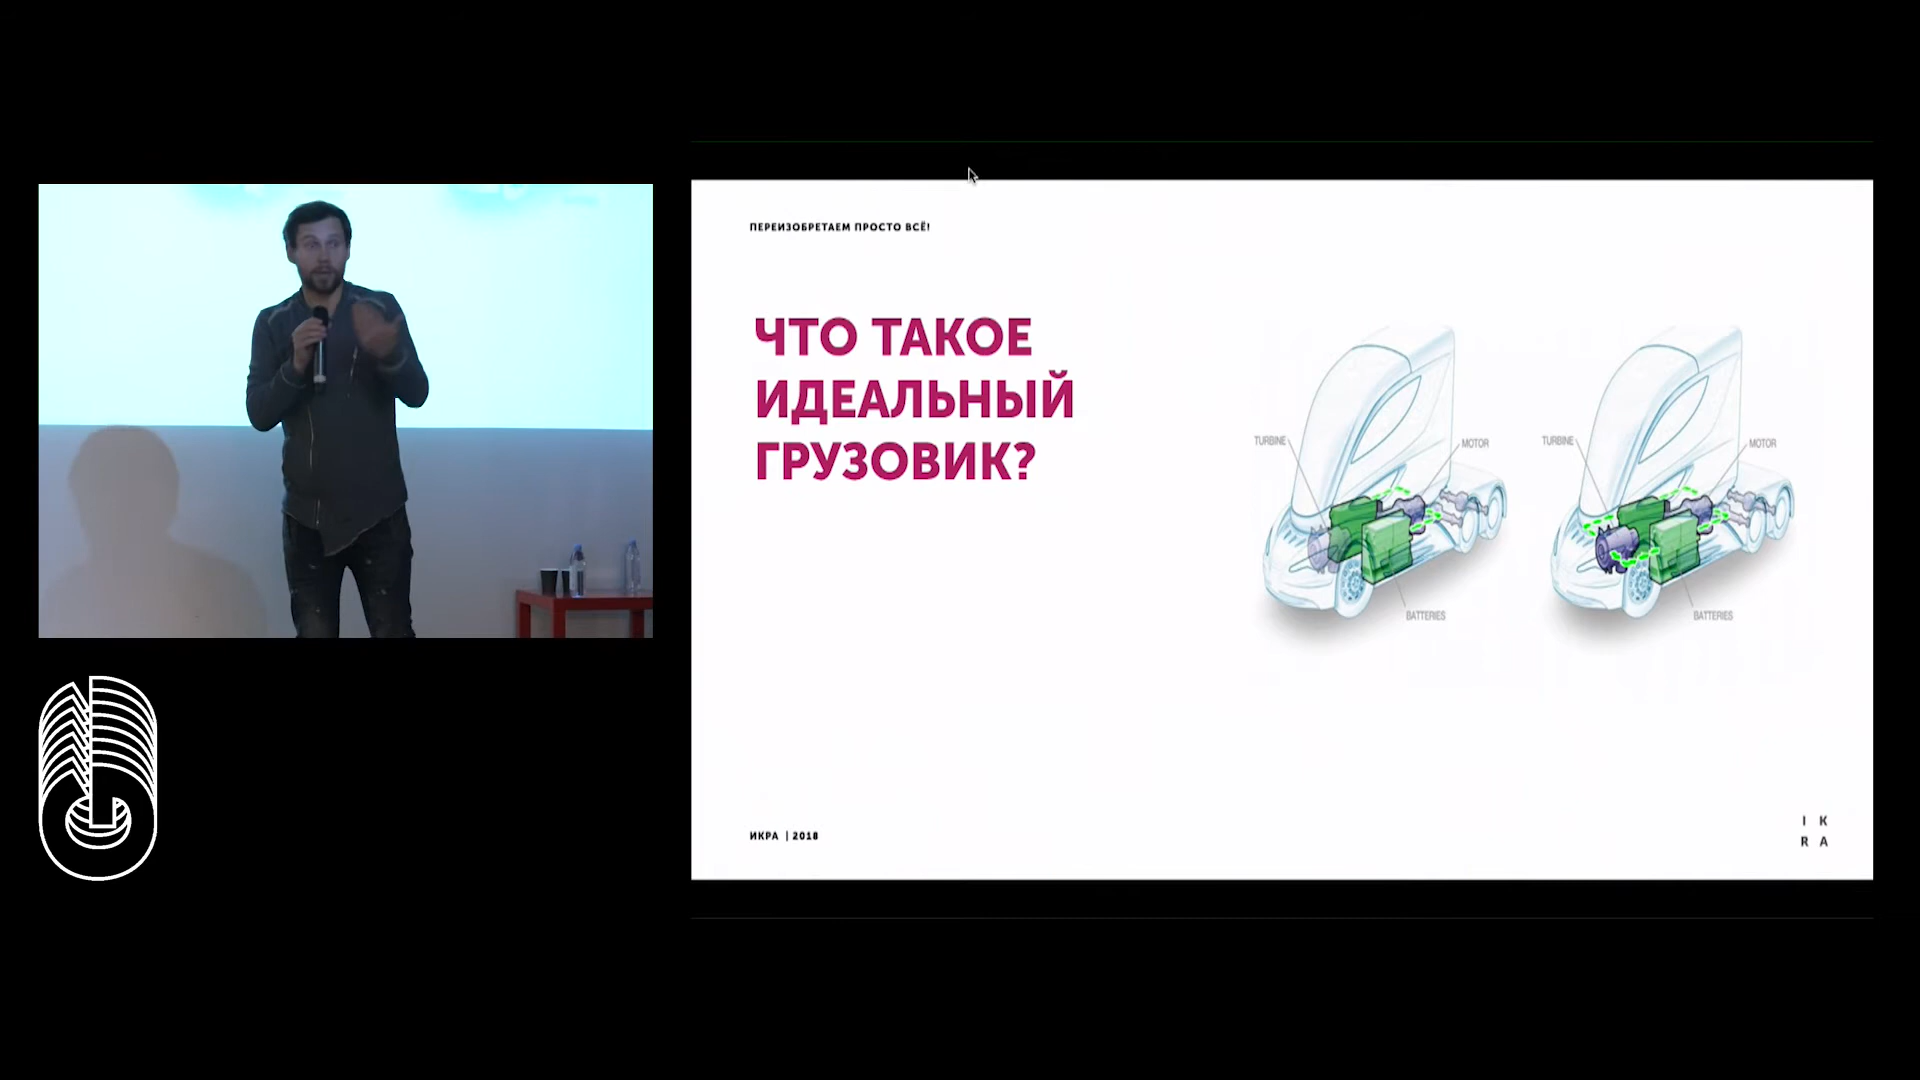 ПЕРЕИЗОБРЕТАЕМ ПРОСТО ВСЁ!
ЧТО ТАКОЕ
ИДЕАЛЬНЫЙ
ГРУЗОВИК?
TURBINE
MOTOR
BATTERIES
TURBINE
MOTOR
BATTERIES
ИКРА | 2018
I K
R A